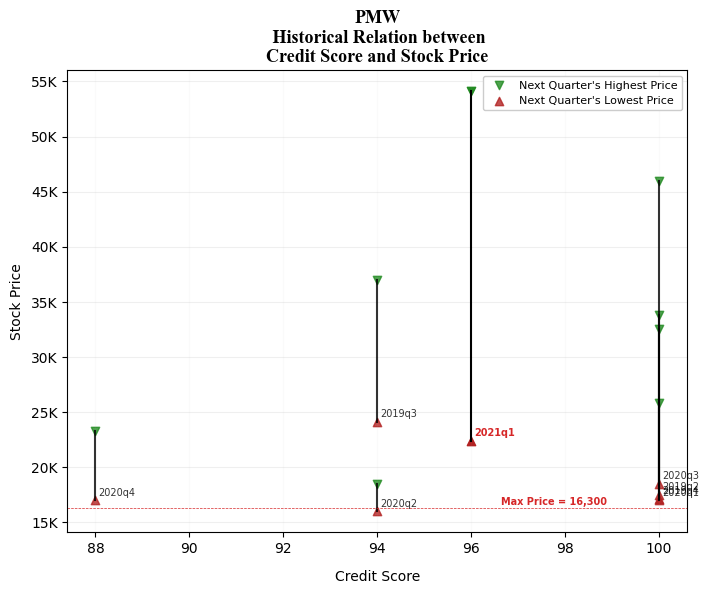 PMW
Historical Relation between
Credit Score and Stock Price
Next Quarter's Highest Price
Next Quarter's Lowest Price
55K
50K
45K
40K
35K
30K
25K
20K
15K
Stock Price
2019q3
2021q1
2020q3
2019q2
2020q4
2020q1
Max Price = 16,300
2020q2
88
90
92
94
96
98
100
Credit Score